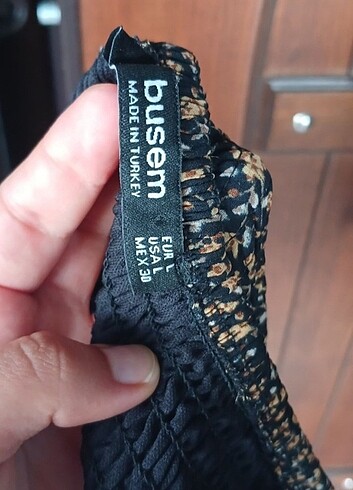 busem
MADE IN TURKEY
EUR L
USA L
MEX 30